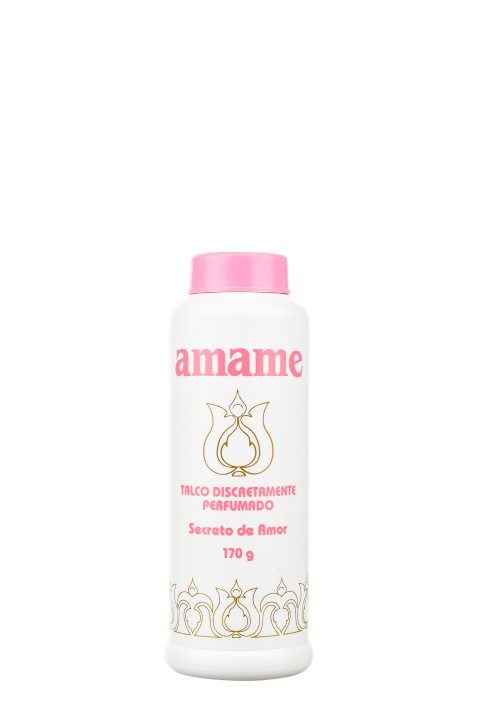 amame
TALCO DISCRETAMENTE
PERFUMADO
Secreto de Amor
170 g